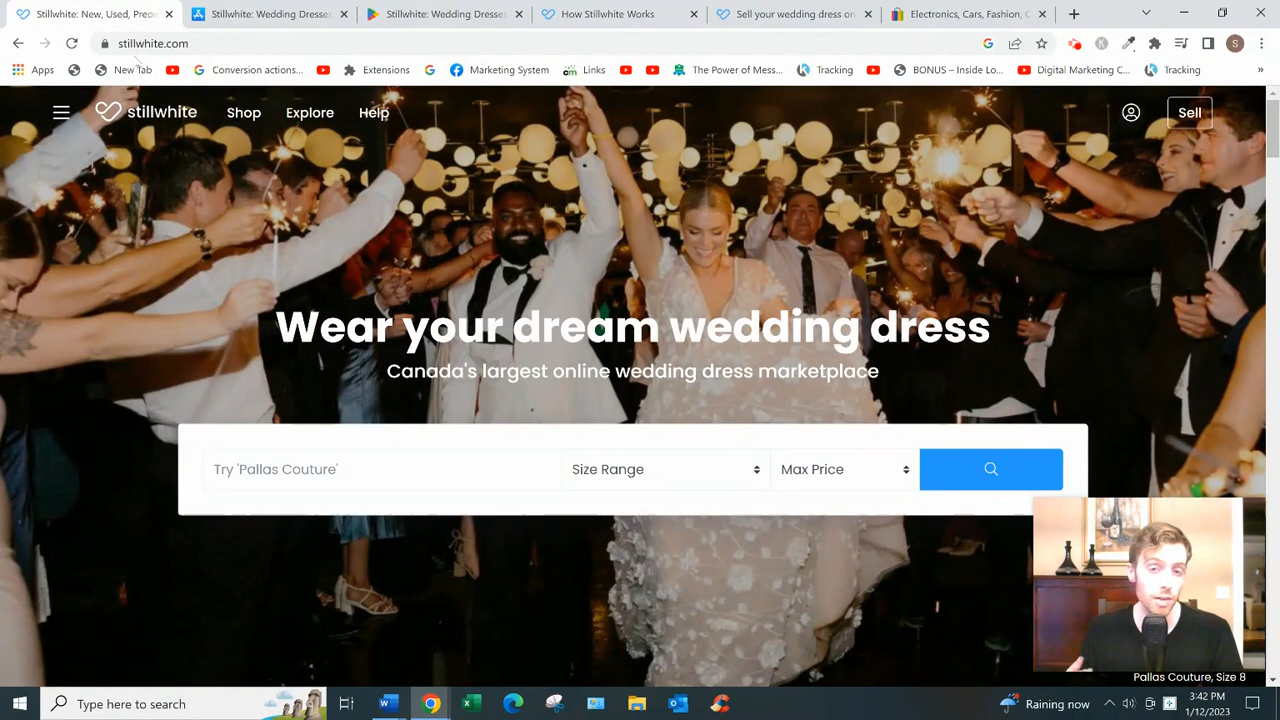 Stillwhite: New, Used, Preov
Stillwhite: Wedding Dresses
Stillwhite: Wedding Dresses
How Stillwhite Works
Sell your wedding dress on
Electronics, Cars, Fashion, C
stillwhite.com
S
Apps
New Tab
Conversion actions...
Extensions
Marketing System
Links
The Power of Mess...
Tracking
BONUS – Inside Lo...
Digital Marketing C...
Tracking
»
stillwhite
Shop
Explore
Help
Sell
Wear your dream wedding dress
Canada's largest online wedding dress marketplace
Try 'Pallas Couture'
Size Range
Max Price
Pallas Couture, Size 8
Type here to search
Raining now
3:42 PM
1/12/2023